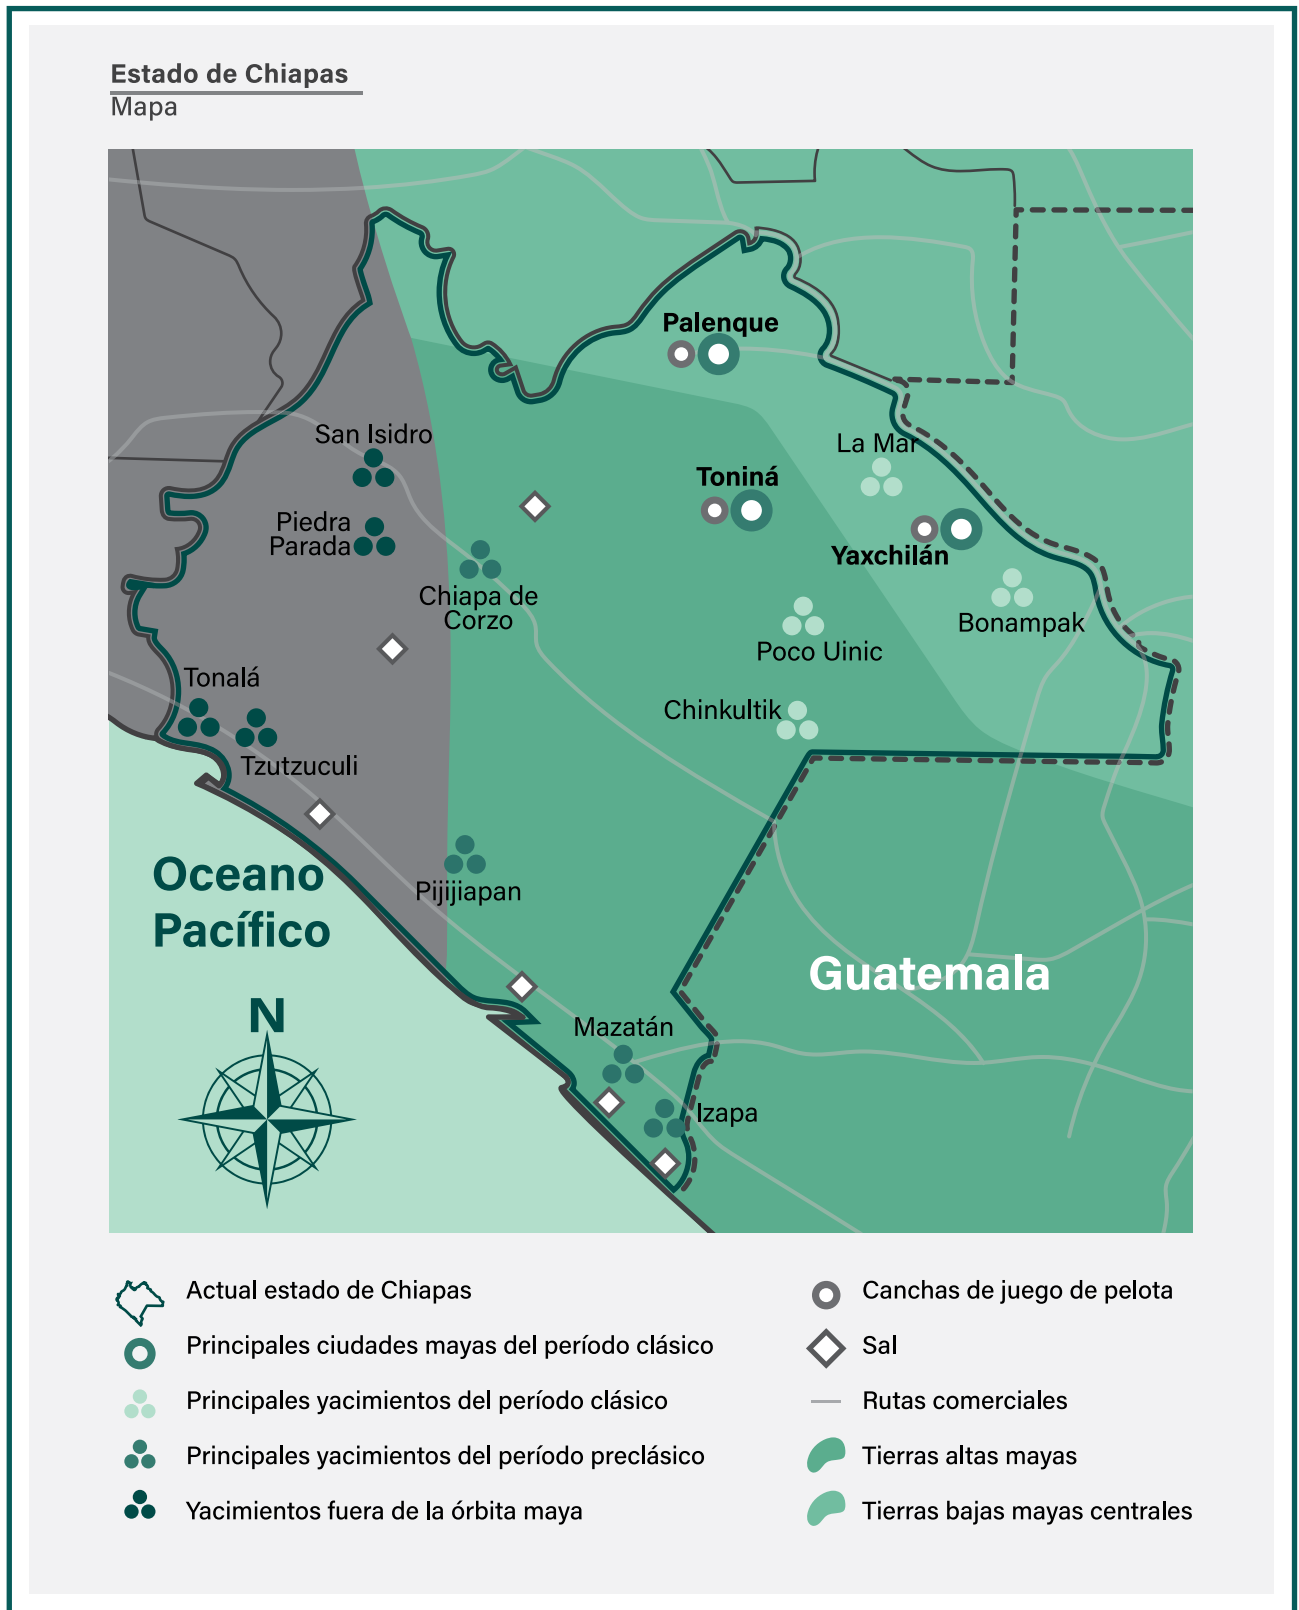 Estado de Chiapas
Mapa
Palenque
San Isidro
La Mar
Toniná
Piedra
Parada
Yaxchilán
Chiapa de
Corzo
Bonampak
Poco Uinic
Tonalá
Chinkultik
Tzutzuculi
Oceano
Pacífico
Pijijiapan
Guatemala
N
Mazatán
Izapa
Actual estado de Chiapas
Principales ciudades mayas del período clásico
Principales yacimientos del período clásico
Principales yacimientos del período preclásico
Yacimientos fuera de la órbita maya
Canchas de juego de pelota
Sal
Rutas comerciales
Tierras altas mayas
Tierras bajas mayas centrales